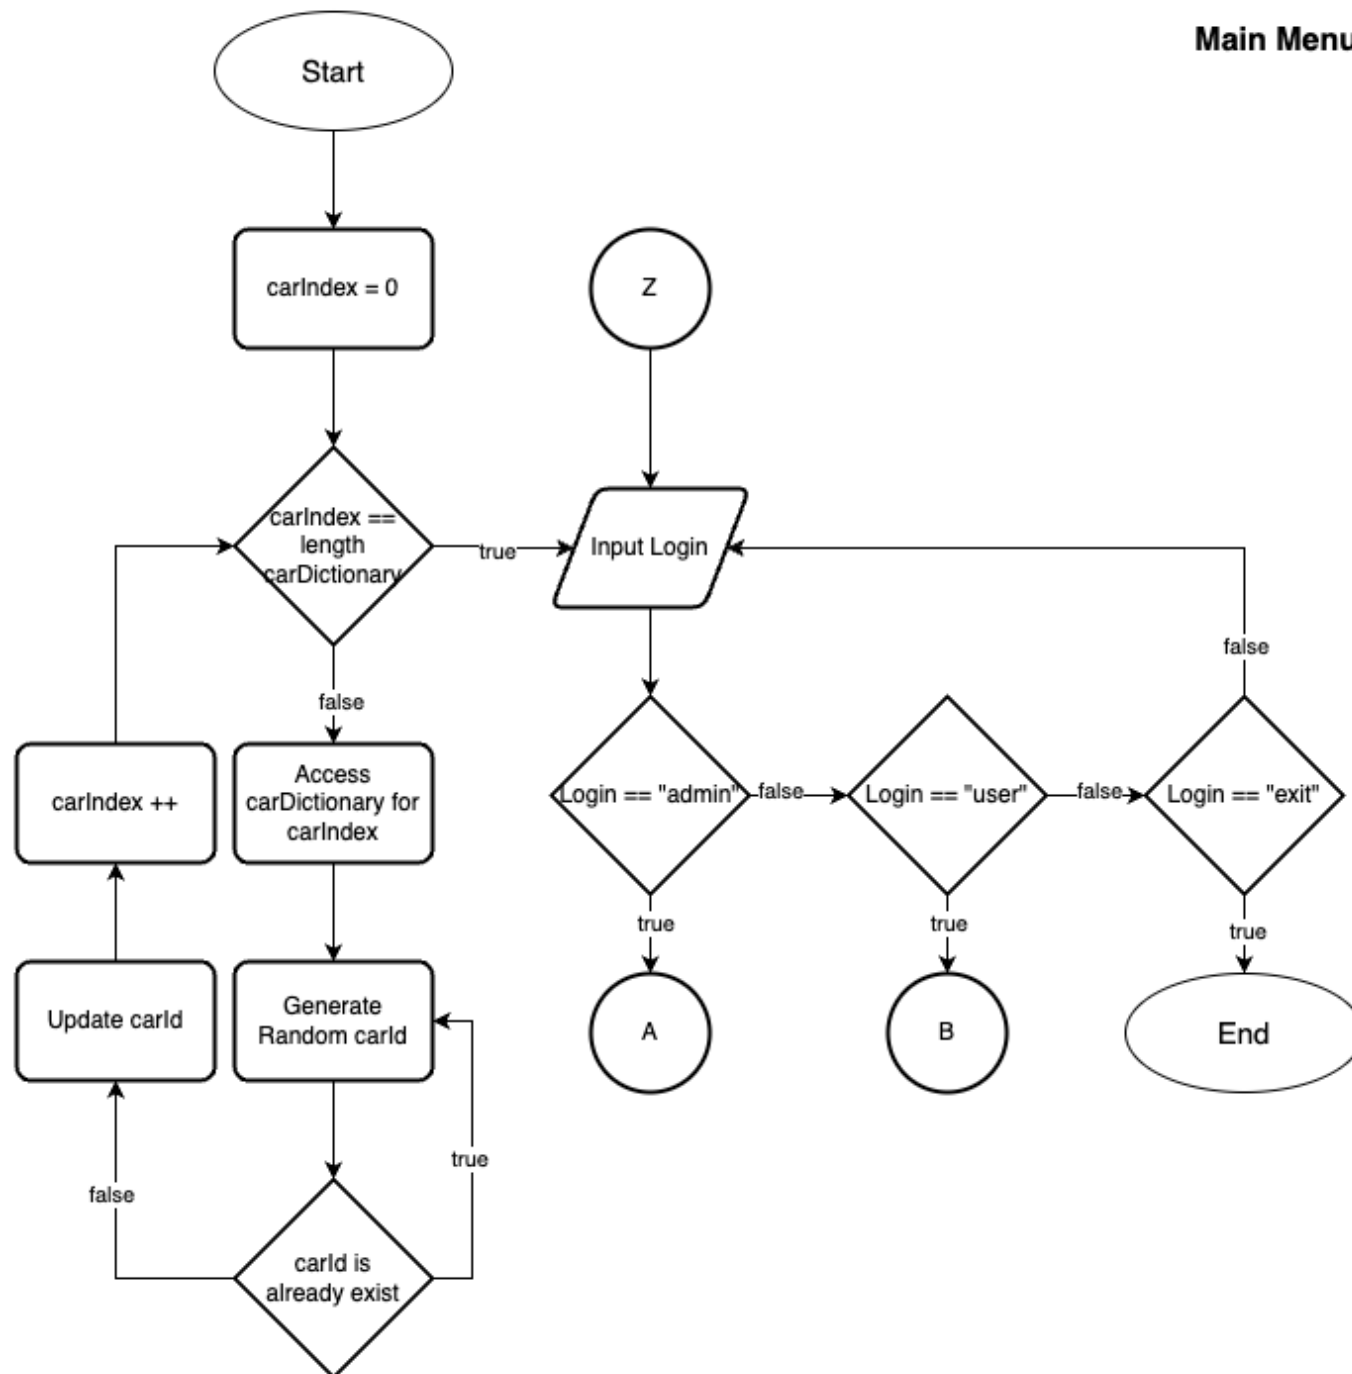 Main Menu
Start
carIndex = 0
Z
carIndex ==
length
carDictionary
true
Input Login
false
false
carIndex ++
Access
carDictionary for
carIndex
Login == "admin"
false
Login == "user"
false
Login == "exit"
true
true
true
Update carId
Generate
Random carId
A
B
End
true
false
carId is
already exist